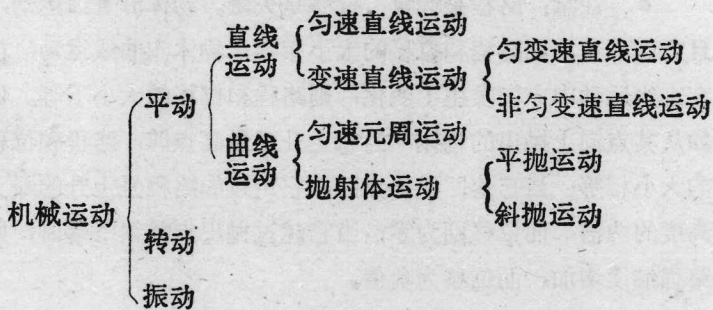 直线
运动
匀速直线运动
变速直线运动
匀变速直线运动
非匀变速直线运动
平动
曲线
运动
匀速元周运动
抛射体运动
平抛运动
斜抛运动
机械运动
转动
振动